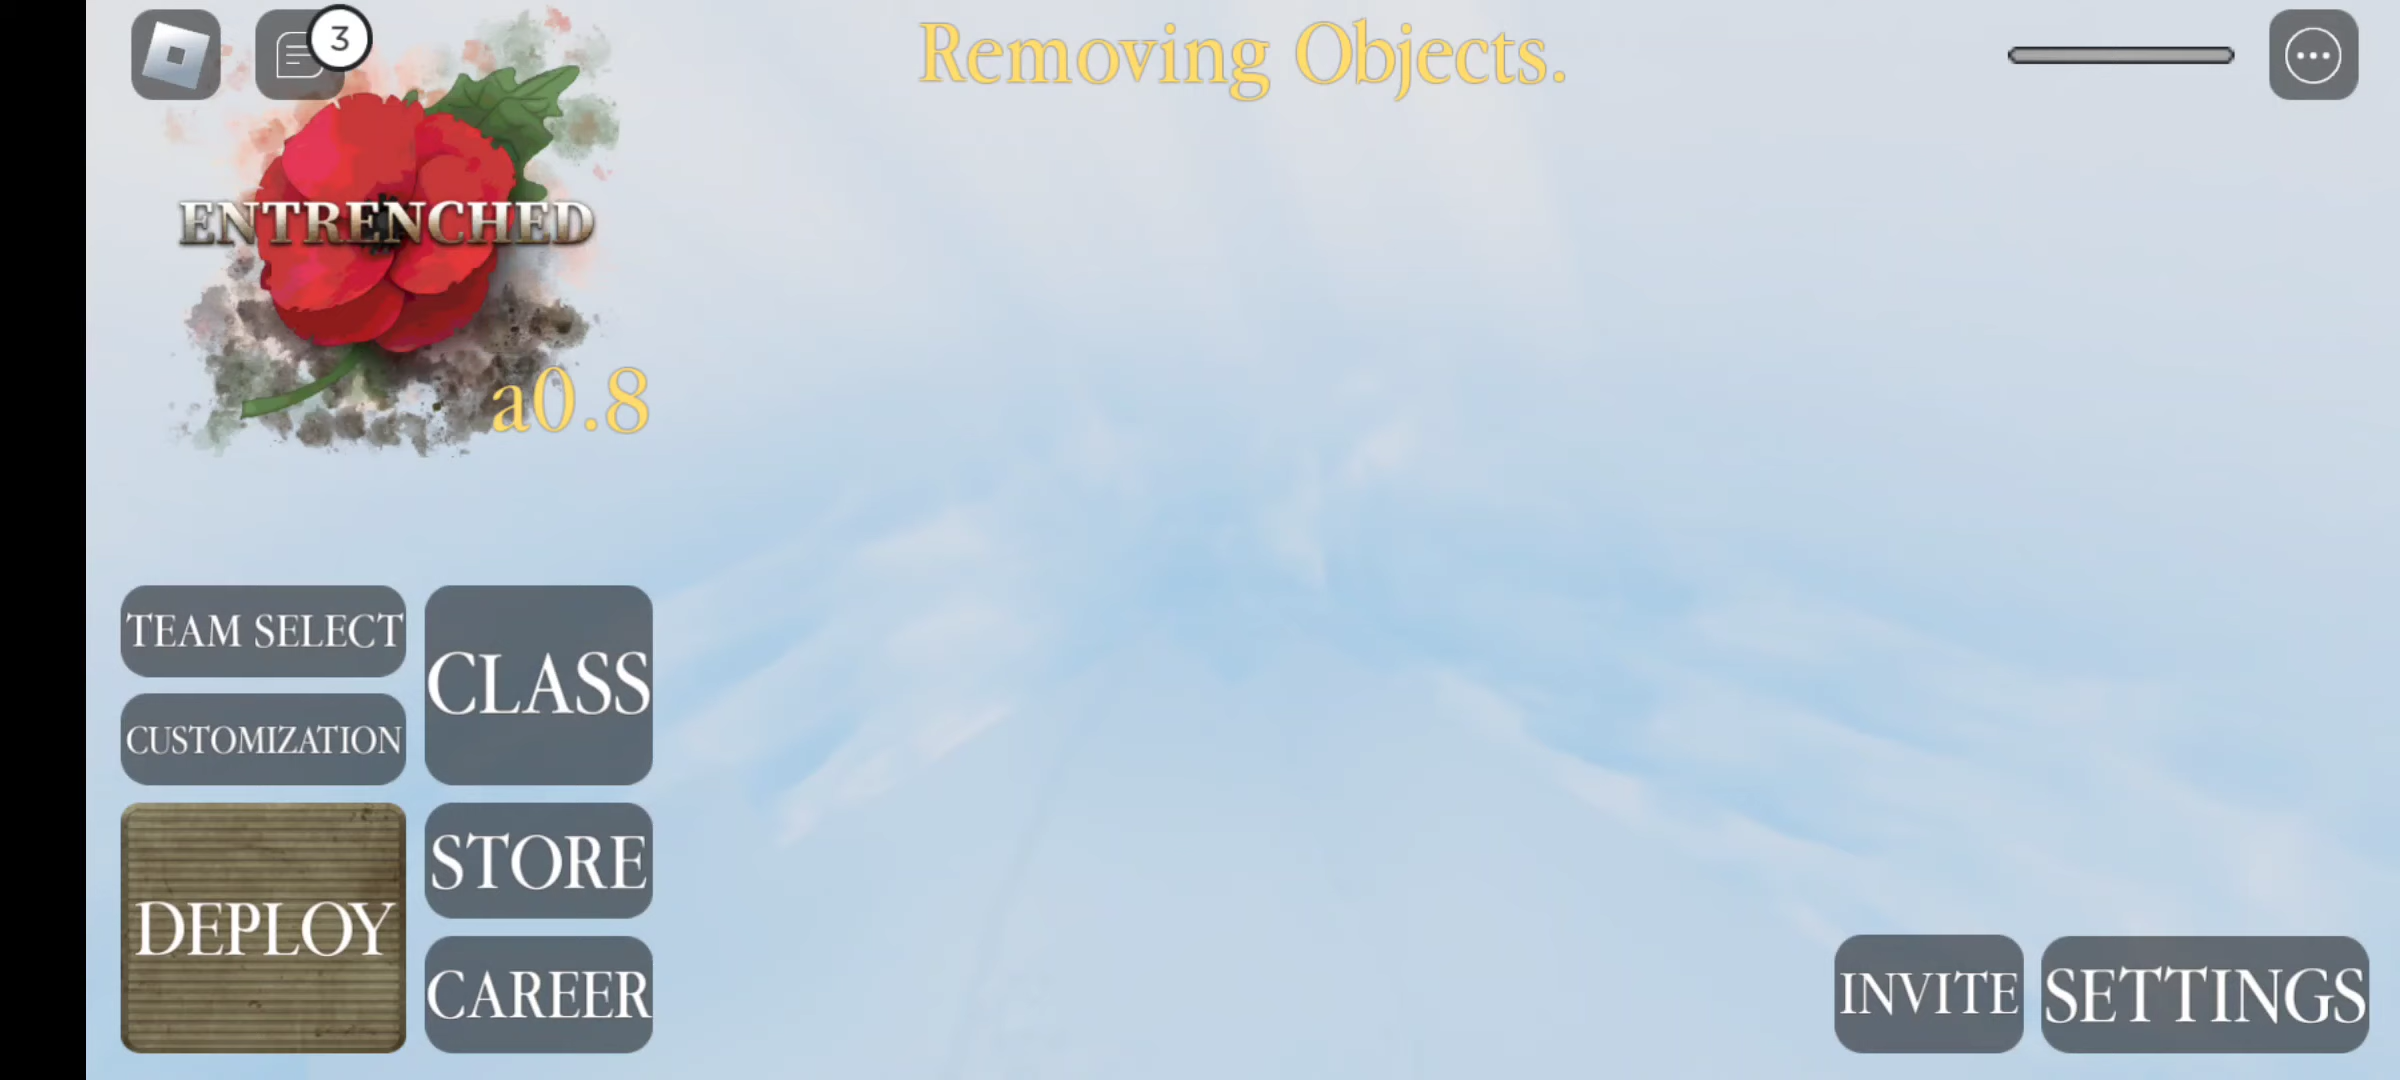 3
Removing Objects.
ENTRENCHED
a0.8
TEAM SELECT
CLASS
CUSTOMIZATION
DEPLOY
STORE
CAREER
INVITE
SETTINGS